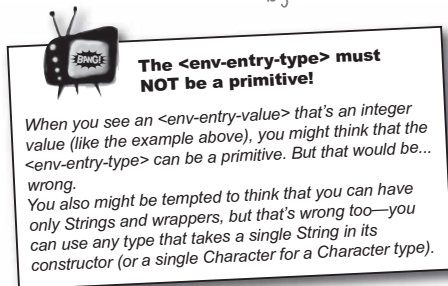 BANG!
The <env-entry-type> must
NOT be a primitive!
When you see an <env-entry-value> that's an integer
value (like the example above), you might think that the
<env-entry-type> can be a primitive. But that would be...
wrong.
You also might be tempted to think that you can have
only Strings and wrappers, but that's wrong too—you
can use any type that takes a single String in its
constructor (or a single Character for a Character type).